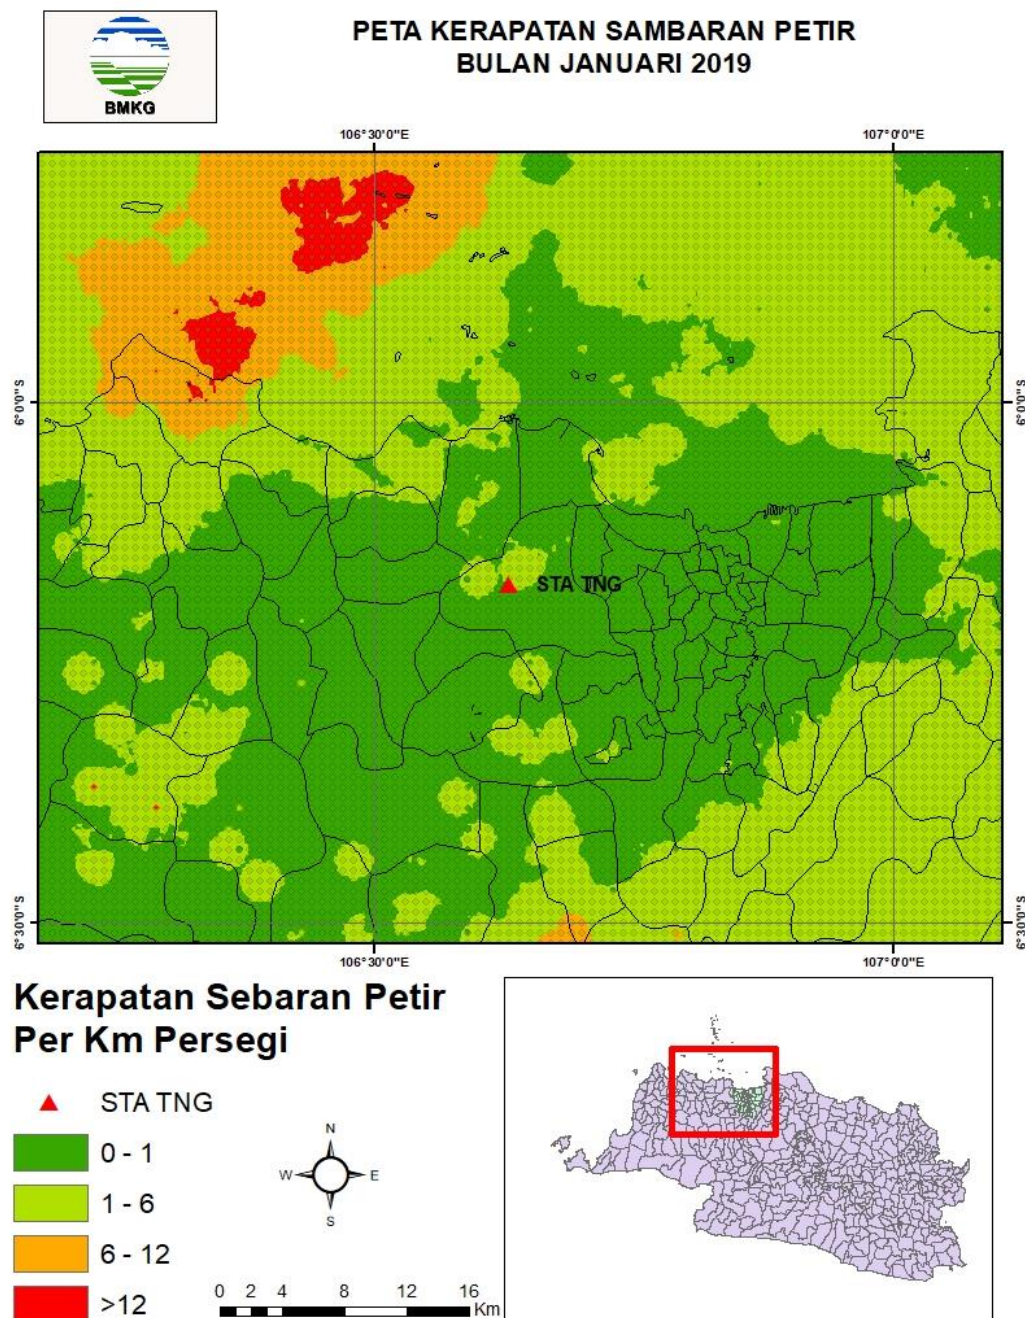 PETA KERAPATAN SAMBARAN PETIR
BULAN JANUARI 2019
BMKG
106°30'0"E
107°0'0"E
6°0'0"S
6°0'0"S
STA TNG
6°30'0"S
6°30'0"S
106°30'0"E
107°0'0"E
Kerapatan Sebaran Petir
Per Km Persegi
STA TNG
0 - 1
1 - 6
6 - 12
>12
N
W
E
S
0 2 4 8 12 16
Km